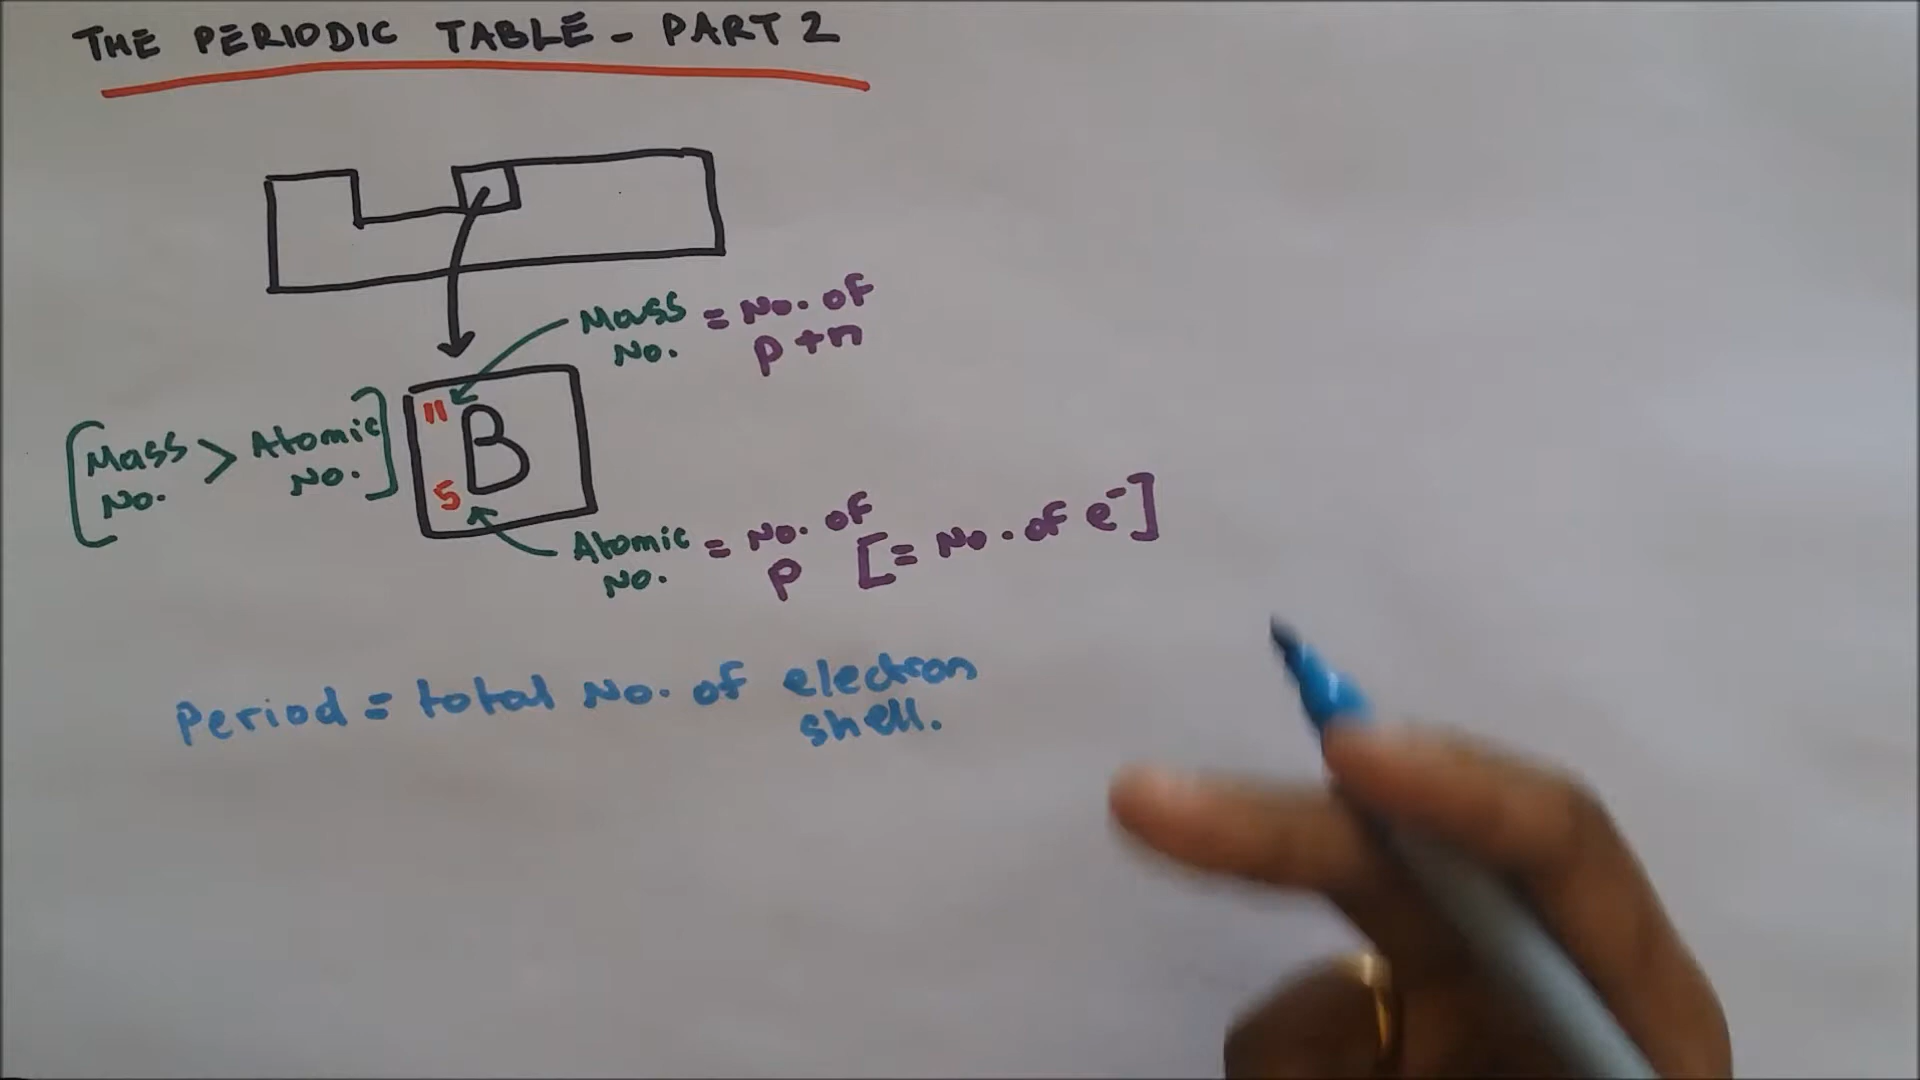 THE PERIODIC TABLE - PART 2
Mass = No. of
No. p + n
11
B
5
[Mass > Atomic]
No. No.
Atomic = No. of [= No. of e⁻]
No. p
Period = total No. of electron
shell.